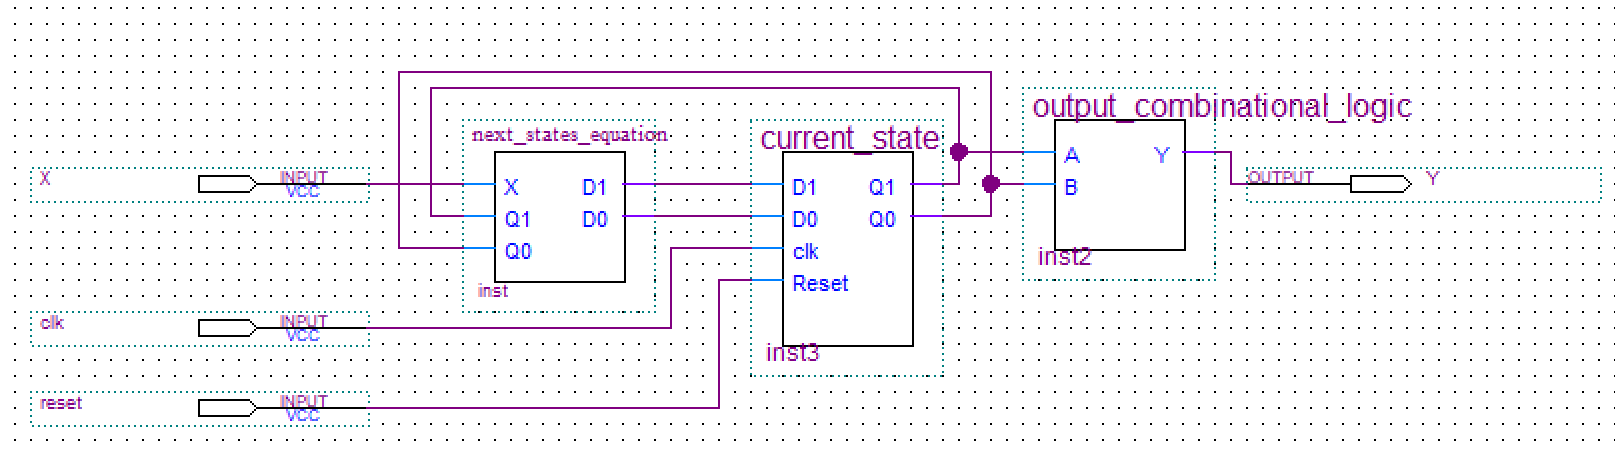 output_combinational_logic
next_states_equation
current_state
X
INPUT
VCC
X
Q1
Q0
D1
D0
inst
D1
D0
clk
Reset
Q1
Q0
inst3
A
B
Y
inst2
OUTPUT
Y
clk
INPUT
VCC
reset
INPUT
VCC